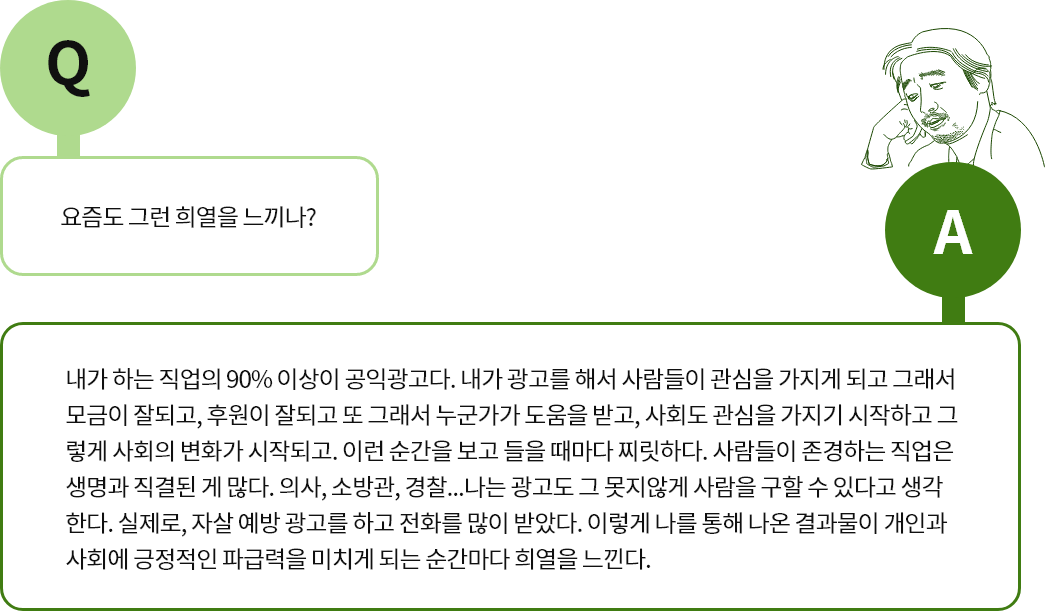 Q
요즘도 그런 희열을 느끼나?
A
내가 하는 직업의 90% 이상이 공익광고다. 내가 광고를 해서 사람들이 관심을 가지게 되고 그래서
모금이 잘되고, 후원이 잘되고 또 그래서 누군가가 도움을 받고, 사회도 관심을 가지기 시작하고 그
렇게 사회의 변화가 시작되고. 이런 순간을 보고 들을 때마다 찌릿하다. 사람들이 존경하는 직업은
생명과 직결된 게 많다. 의사, 소방관, 경찰...나는 광고도 그 못지않게 사람을 구할 수 있다고 생각
한다. 실제로, 자살 예방 광고를 하고 전화를 많이 받았다. 이렇게 나를 통해 나온 결과물이 개인과
사회에 긍정적인 파급력을 미치게 되는 순간마다 희열을 느낀다.